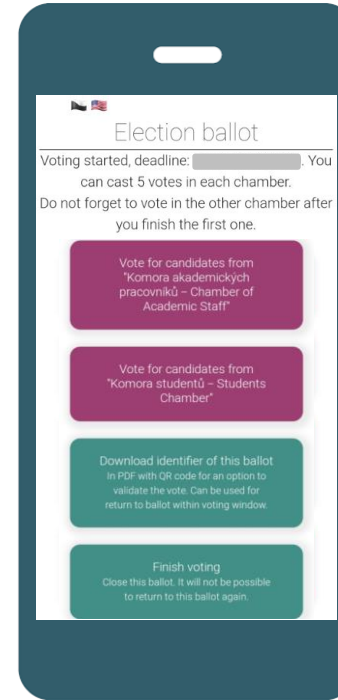 Election ballot
Voting started, deadline: . You
can cast 5 votes in each chamber.
Do not forget to vote in the other chamber after
you finish the first one.
Vote for candidates from
"Komora akademických
pracovníků – Chamber of
Academic Staff"
Vote for candidates from
"Komora studentů – Students
Chamber"
Download identifier of this ballot
In PDF with QR code for an option to
validate the vote. Can be used for
return to ballot within voting window.
Finish voting
Close this ballot. It will not be possible
to return to this ballot again.